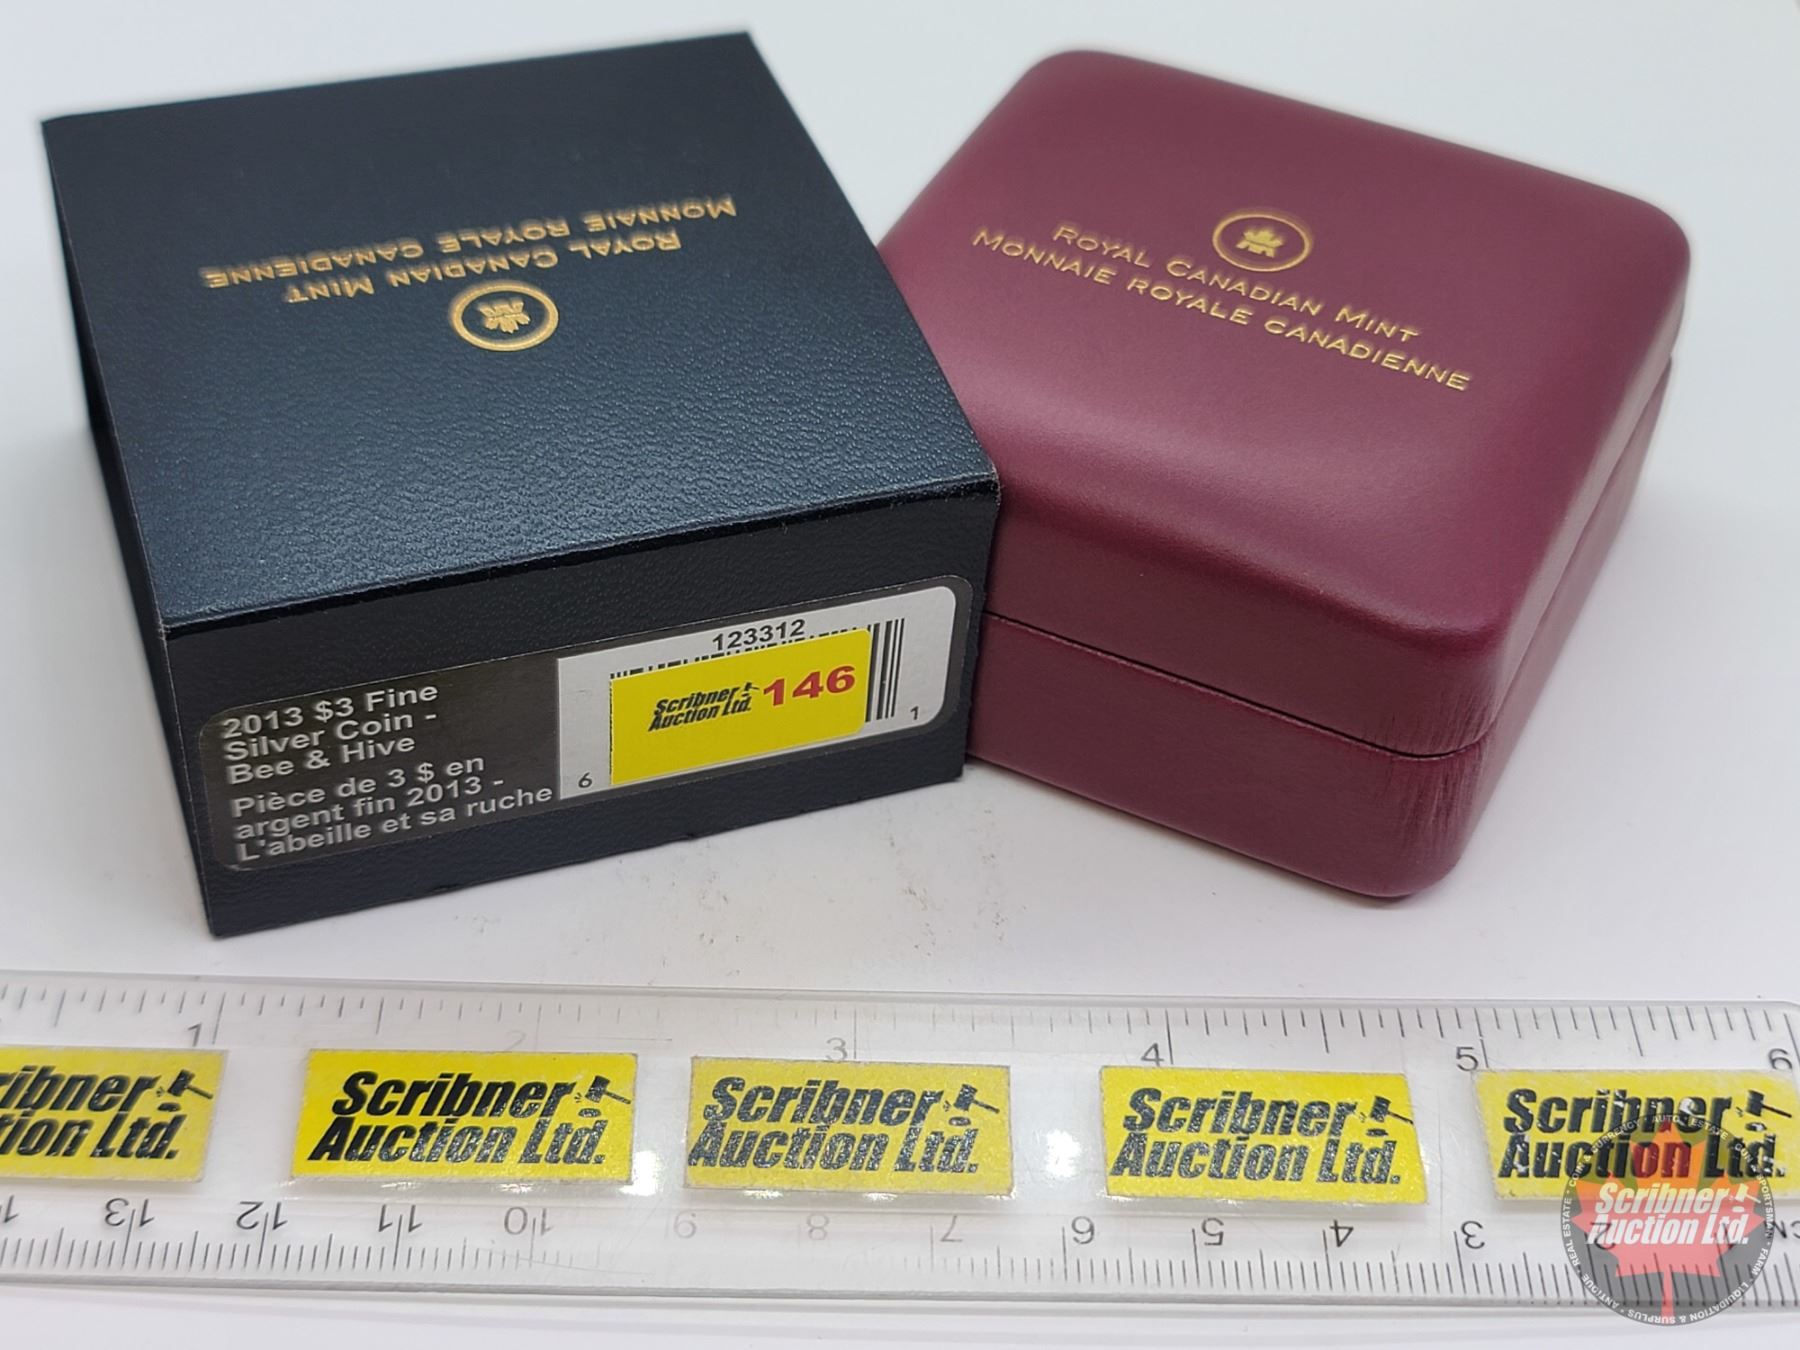 ROYAL CANADIAN MINT
MONNAIE ROYALE CANADIENNE
ROYAL CANADIAN MINT
MONNAIE ROYALE CANADIENNE
2013 $3 Fine
Silver Coin -
Bee & Hive
Pièce de 3 $ en
argent fin 2013 -
L'abeille et sa ruche
123312
6
1
Scribner
Auction Ltd.
146
1 2 3 4 5 6
ribner
tion Ltd.
Scribner
Auction Ltd.
Scribner
Auction Ltd.
Scribner
Auction Ltd.
Scribner
Auction Ltd.
13 12 11 10 9 8 7 6 5 4 3 2
Scribner
Auction Ltd.